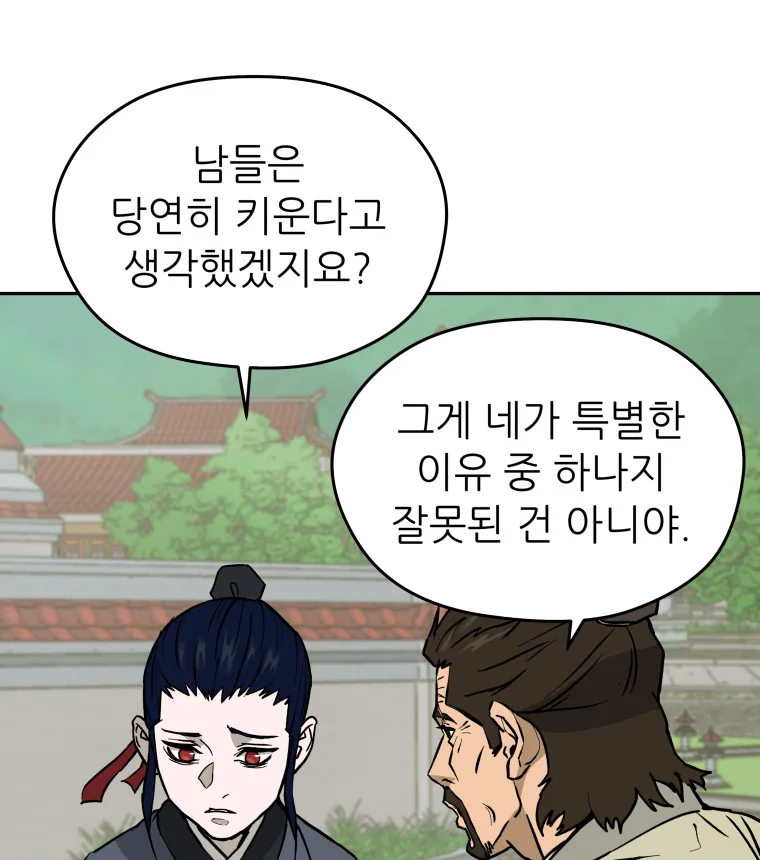 남들은
당연히 키운다고
생각했겠지요?
그게 네가 특별한
이유 중 하나지
잘못된 건 아니야.